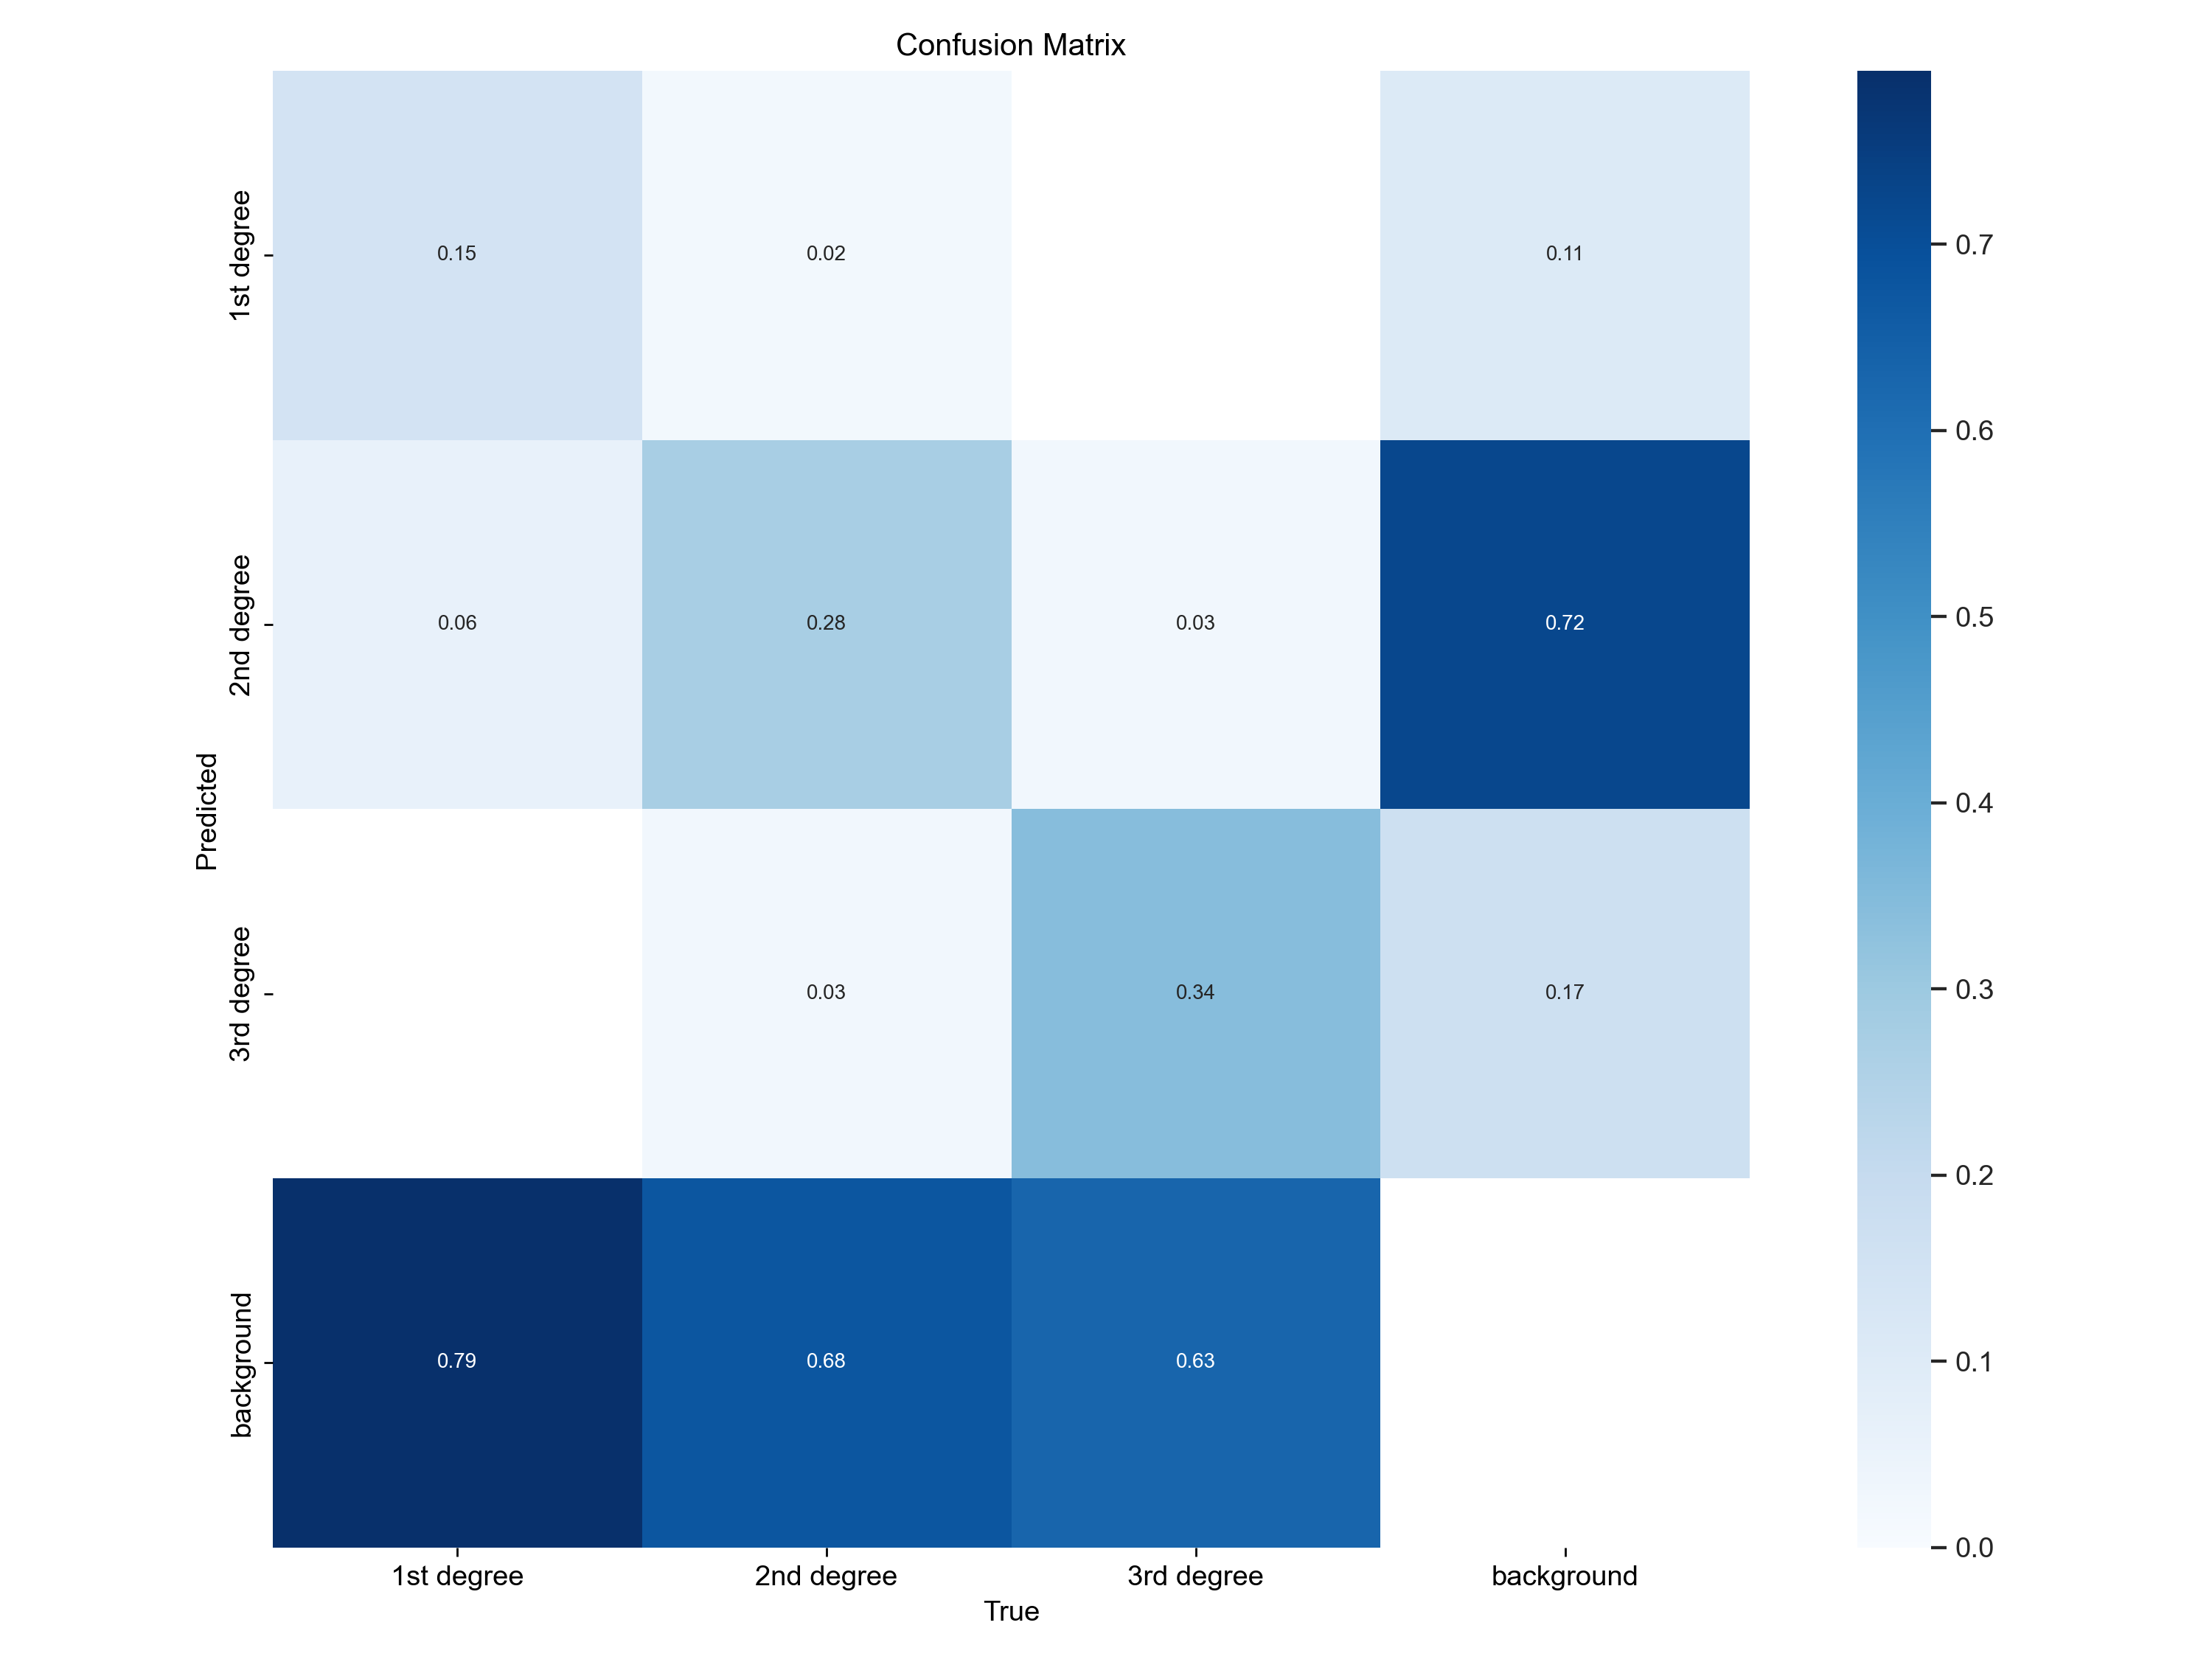 Confusion Matrix
1st degree
0.15
0.02
0.11
2nd degree
0.06
0.28
0.03
0.72
3rd degree
0.03
0.34
0.17
background
0.79
0.68
0.63
Predicted
1st degree
2nd degree
3rd degree
background
True
0.7
0.6
0.5
0.4
0.3
0.2
0.1
0.0